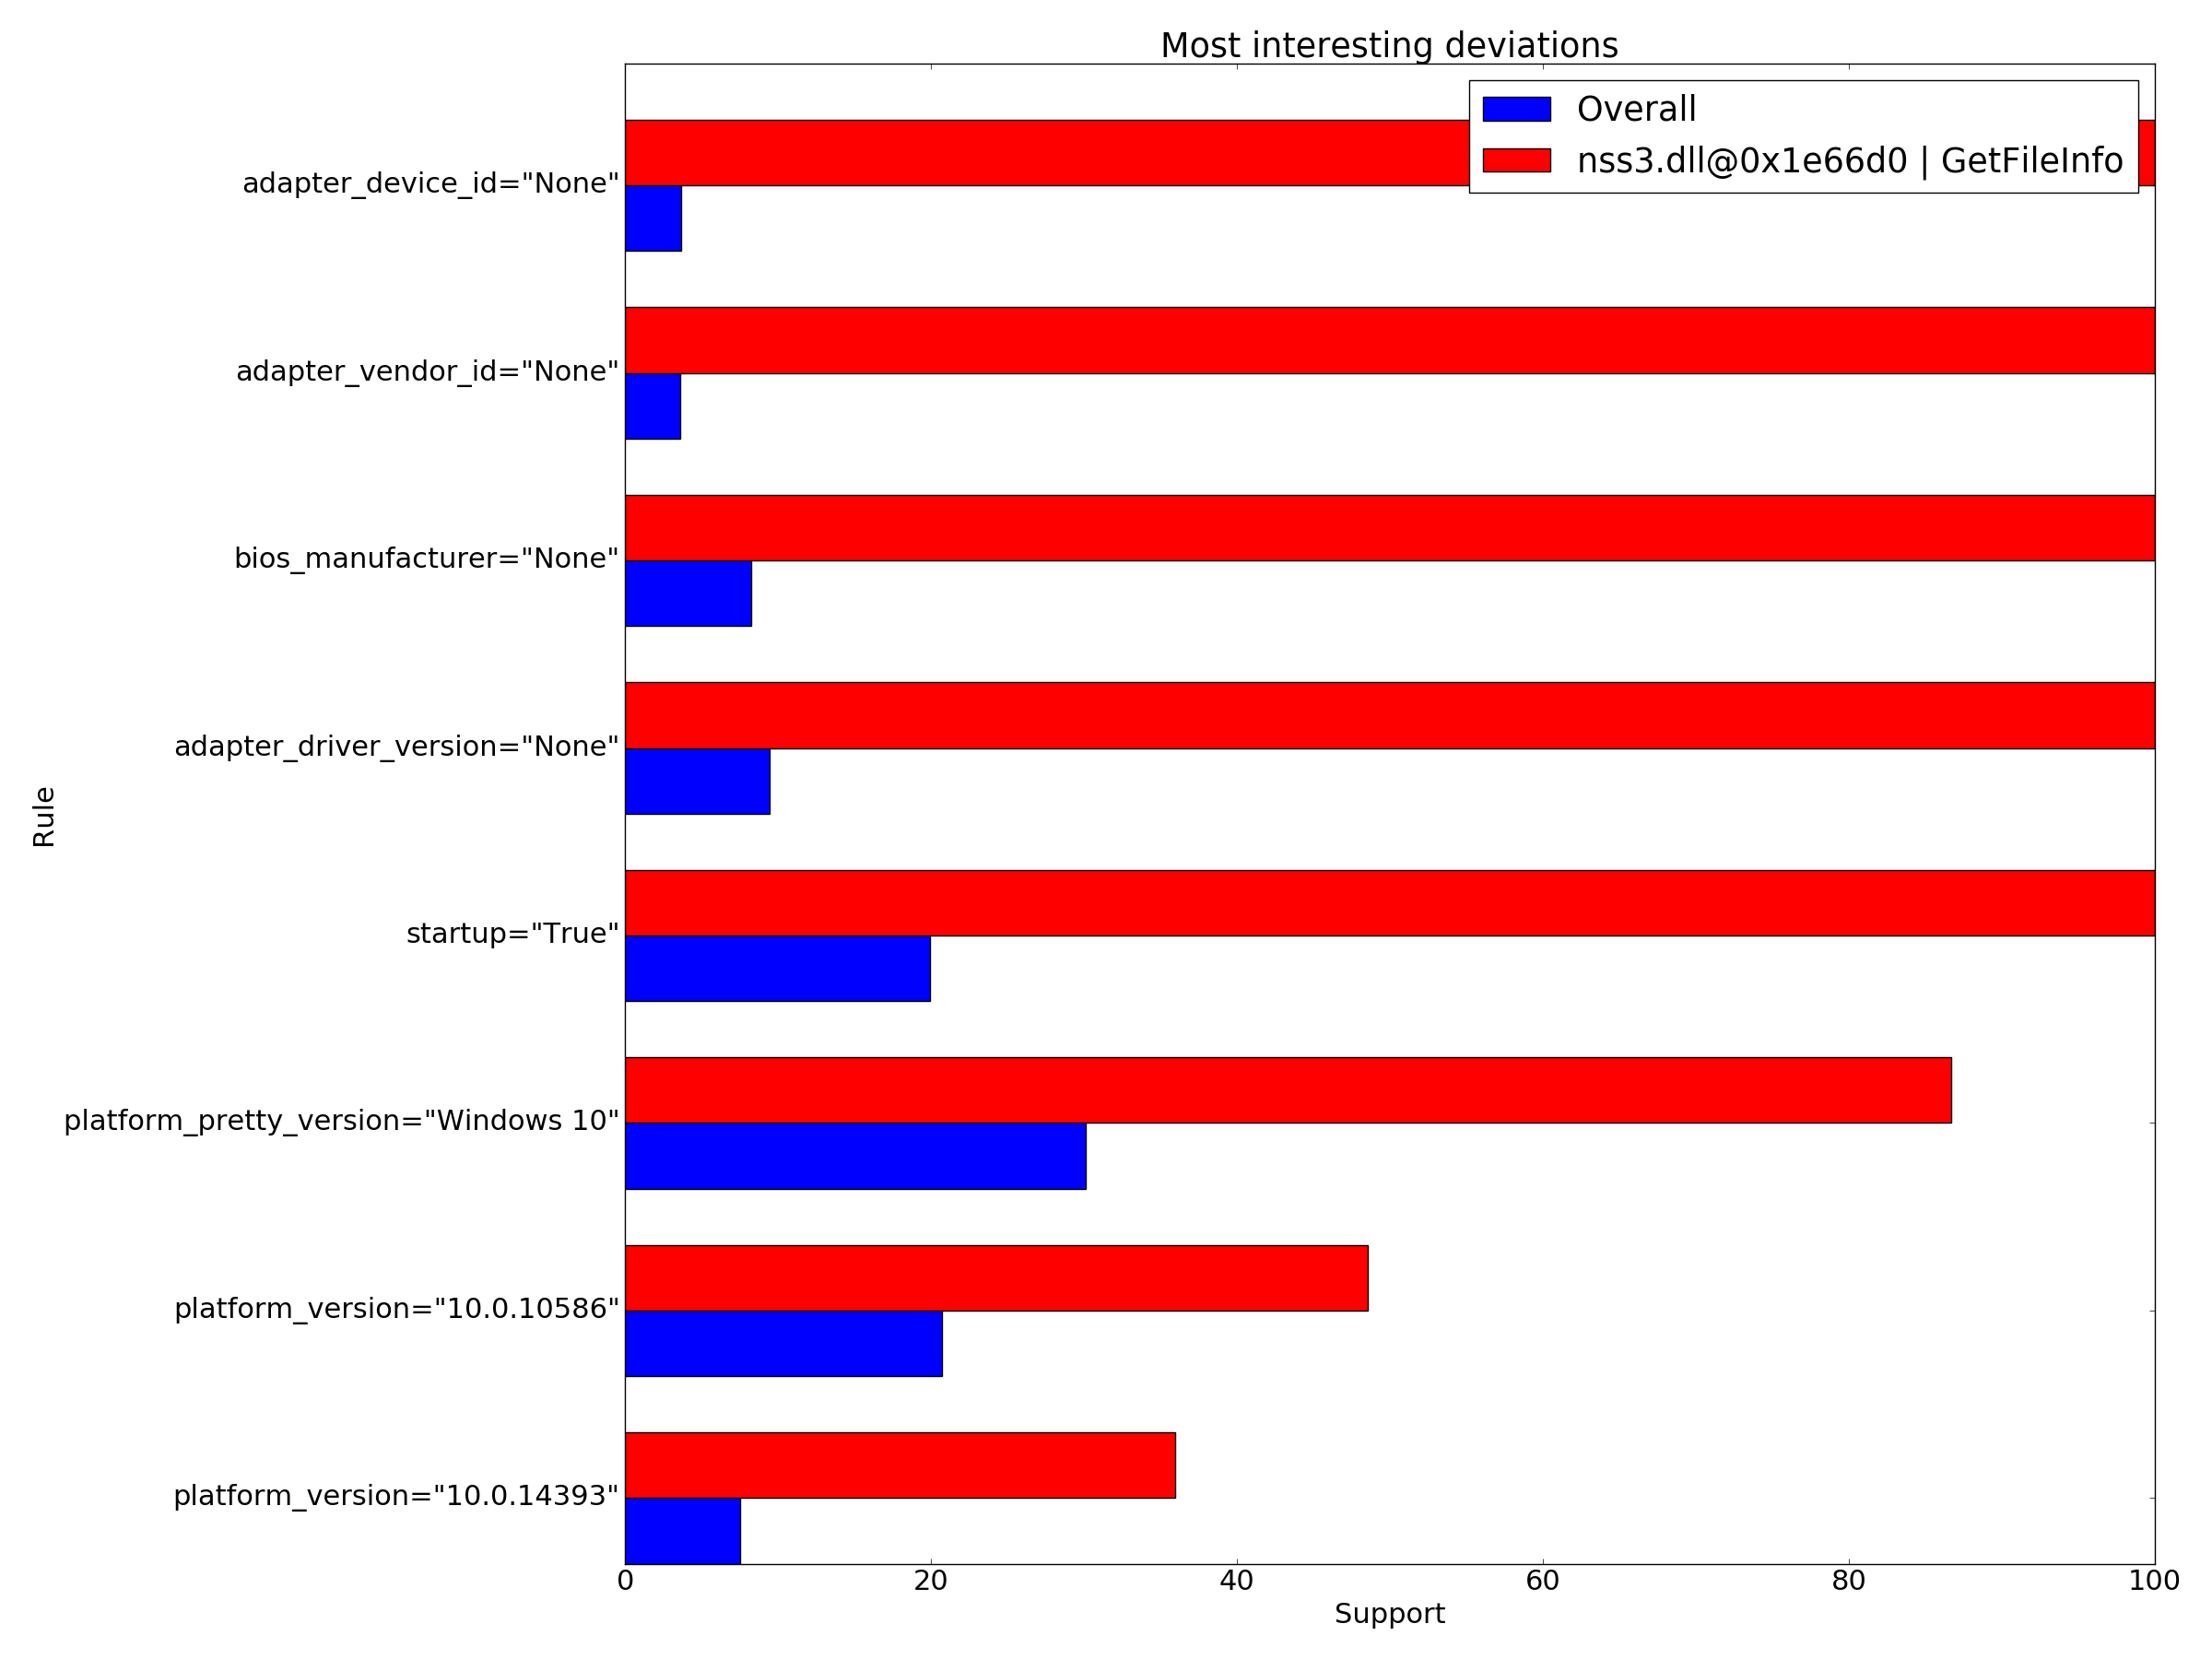 Most interesting deviations
Overall
nss3.dll@0x1e66d0 | GetFileInfo
adapter_device_id="None"
adapter_vendor_id="None"
bios_manufacturer="None"
adapter_driver_version="None"
startup="True"
platform_pretty_version="Windows 10"
platform_version="10.0.10586"
platform_version="10.0.14393"
Rule
0 20 40 60 80 100
Support